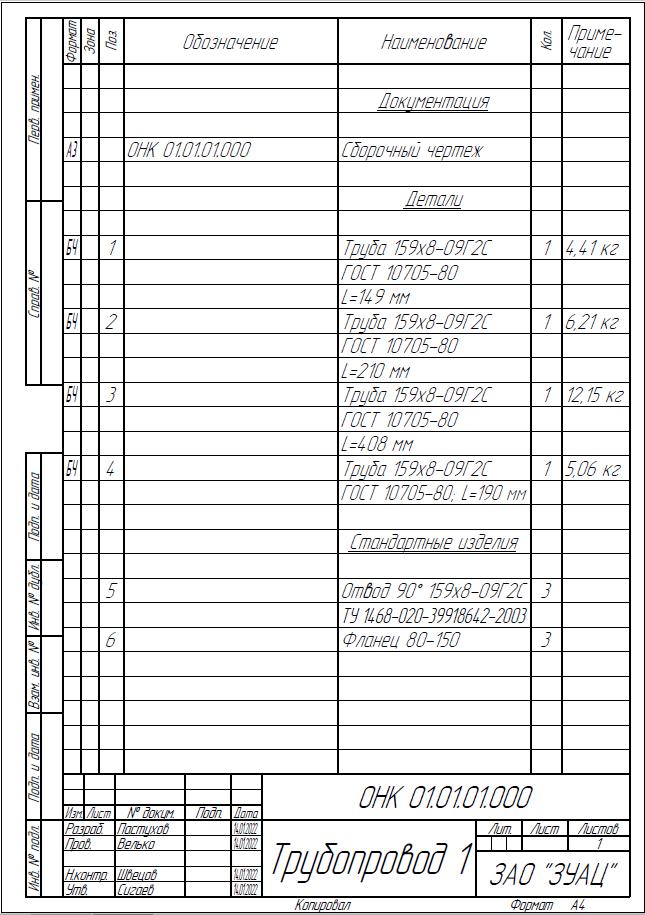 Формат Зона Поз. Обозначение Наименование Кол. Приме-
чание
Документация
А3 ОНК 01.01.01.000 Сборочный чертеж
Детали
БЧ 1 Труба 159х8-09Г2С 1 4,41 кг
ГОСТ 10705-80
L=149 мм
БЧ 2 Труба 159х8-09Г2С 1 6,21 кг
ГОСТ 10705-80
L=210 мм
БЧ 3 Труба 159х8-09Г2С 1 12,15 кг
ГОСТ 10705-80
L=408 мм
БЧ 4 Труба 159х8-09Г2С 1 5,06 кг
ГОСТ 10705-80; L=190 мм
Стандартные изделия
5 Отвод 90° 159х8-09Г2С 3
ТУ 1468-020-39918642-2003
6 Фланец 80-150 3
Перв. примен.
Справ. №
Подп. и дата
Инв. № дубл.
Взам. инв. №
Подп. и дата
Инв. № подл.
ОНК 01.01.01.000
Изм. Лист № докум. Подп. Дата
Разраб. Пастухов 14.01.2022
Пров. Велько 14.01.2022
Н.контр. Швецов 14.01.2022
Утв. Сигаев 14.01.2022
Трубопровод 1
Лит. Лист Листов
1
ЗАО "ЗУАЦ"
Копировал Формат А4